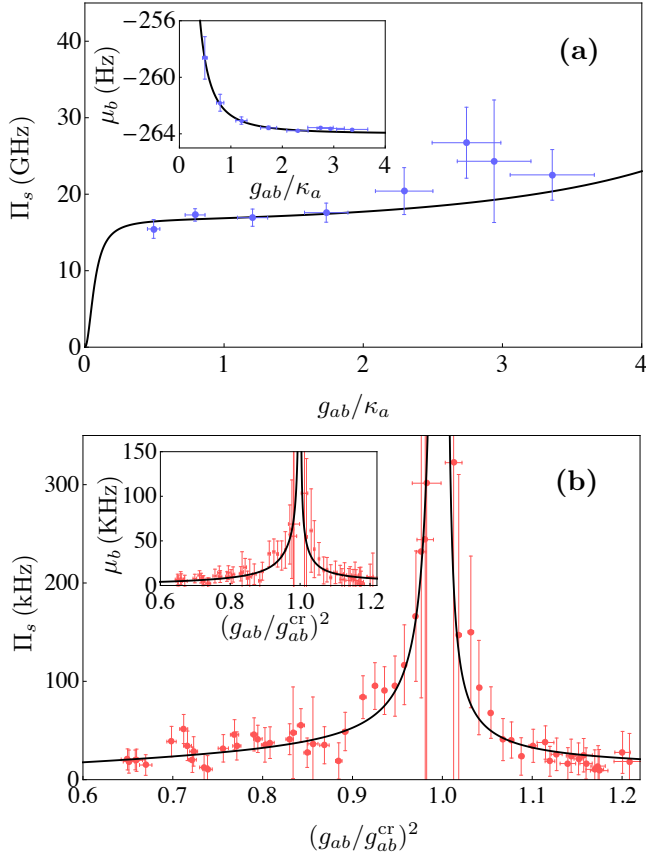 (a)
Π_s (GHz)
40
30
20
10
0
0 1 2 3 4
g_ab/κ_a
μ_b (Hz)
−256
−260
−264
0 1 2 3 4
g_ab/κ_a
(b)
Π_s (kHz)
300
200
100
0
0.6 0.7 0.8 0.9 1.0 1.1 1.2
(g_ab/g_ab^cr)^2
μ_b (KHz)
150
100
50
0
0.6 0.8 1.0 1.2
(g_ab/g_ab^cr)^2